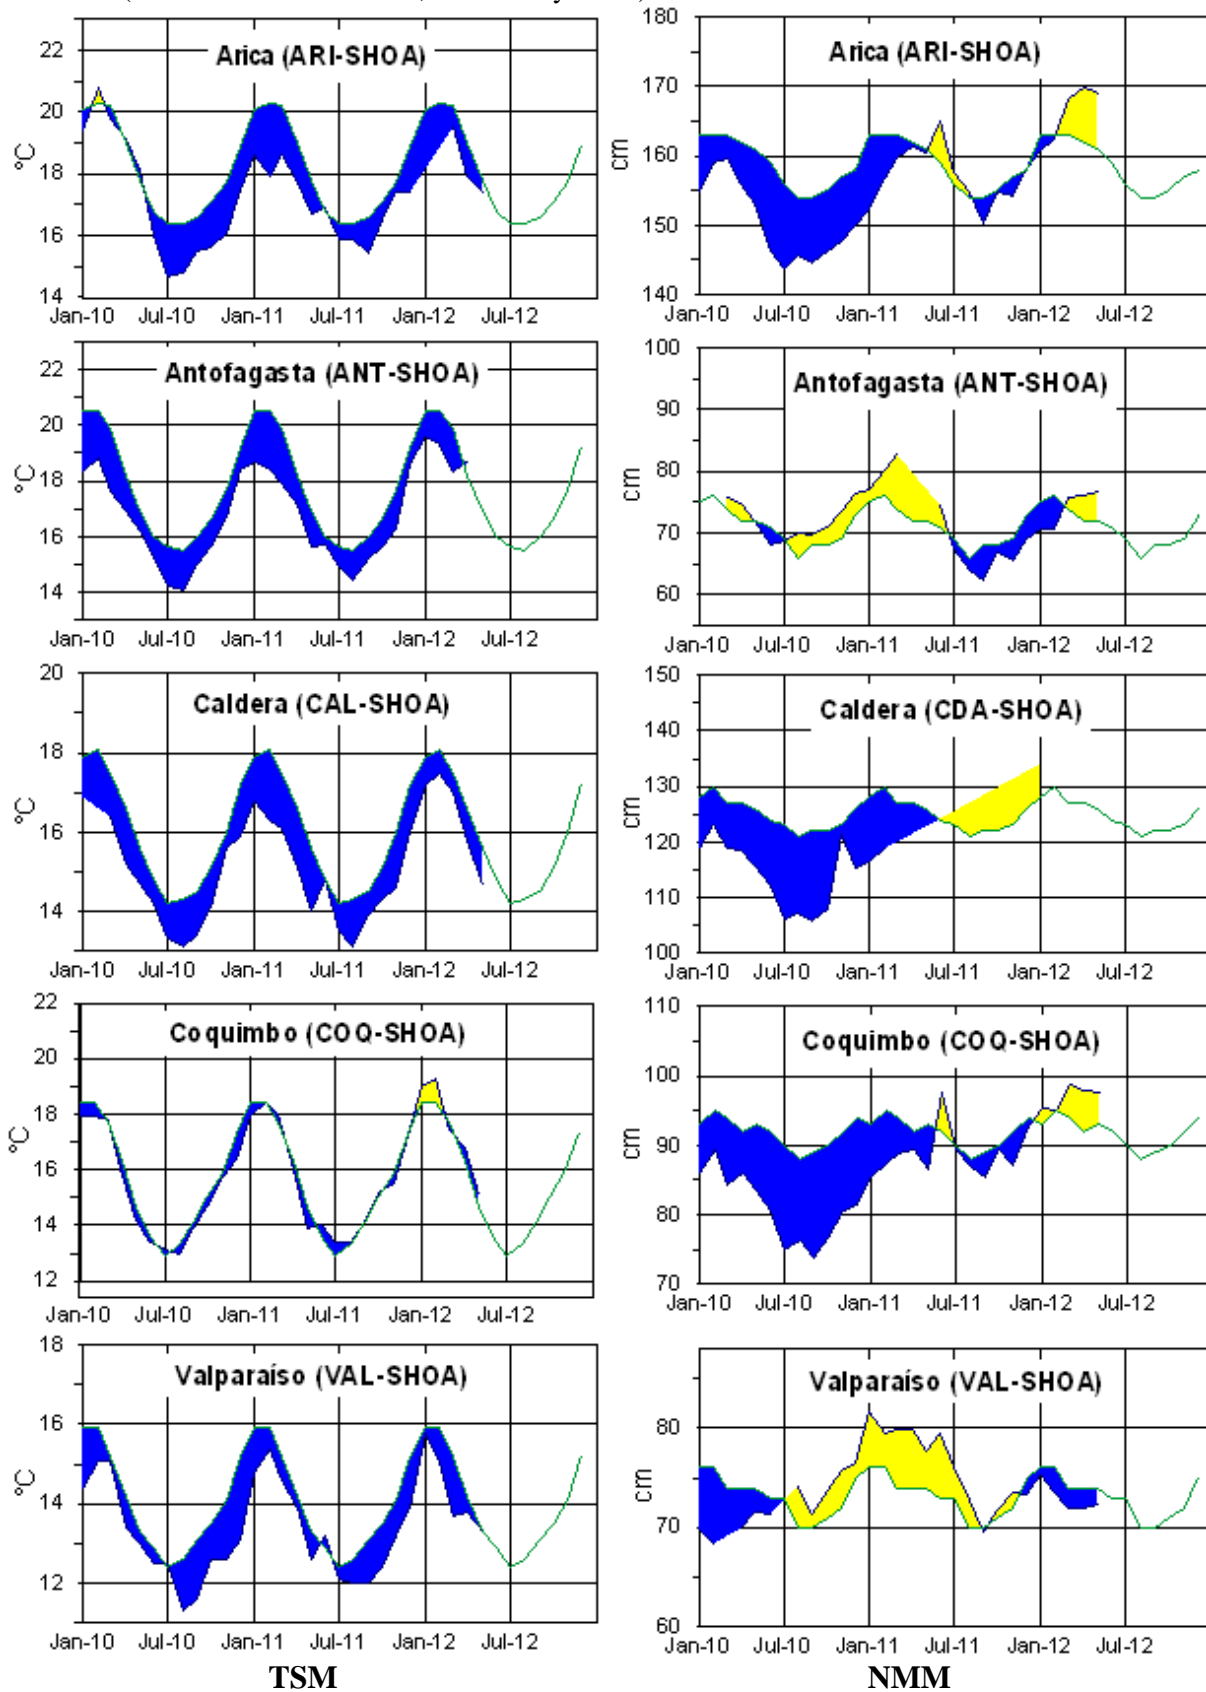 22
Arica (ARI-SHOA)
20
°C
18
16
14
Jan-10 Jul-10 Jan-11 Jul-11 Jan-12 Jul-12
180
Arica (ARI-SHOA)
170
160
cm
150
140
Jan-10 Jul-10 Jan-11 Jul-11 Jan-12 Jul-12
22
Antofagasta (ANT-SHOA)
20
18
°C
16
14
Jan-10 Jul-10 Jan-11 Jul-11 Jan-12 Jul-12
100
Antofagasta (ANT-SHOA)
90
80
cm
70
60
Jan-10 Jul-10 Jan-11 Jul-11 Jan-12 Jul-12
20
Caldera (CAL-SHOA)
18
°C
16
14
Jan-10 Jul-10 Jan-11 Jul-11 Jan-12 Jul-12
150
Caldera (CDA-SHOA)
140
130
cm
120
110
100
Jan-10 Jul-10 Jan-11 Jul-11 Jan-12 Jul-12
22
Coquimbo (COQ-SHOA)
20
18
°C
16
14
12
Jan-10 Jul-10 Jan-11 Jul-11 Jan-12 Jul-12
110
Coquimbo (COQ-SHOA)
100
90
cm
80
70
Jan-10 Jul-10 Jan-11 Jul-11 Jan-12 Jul-12
18
Valparaíso (VAL-SHOA)
16
°C
14
12
Jan-10 Jul-10 Jan-11 Jul-11 Jan-12 Jul-12
Valparaíso (VAL-SHOA)
80
cm
70
60
Jan-10 Jul-10 Jan-11 Jul-11 Jan-12 Jul-12
TSM
NMM